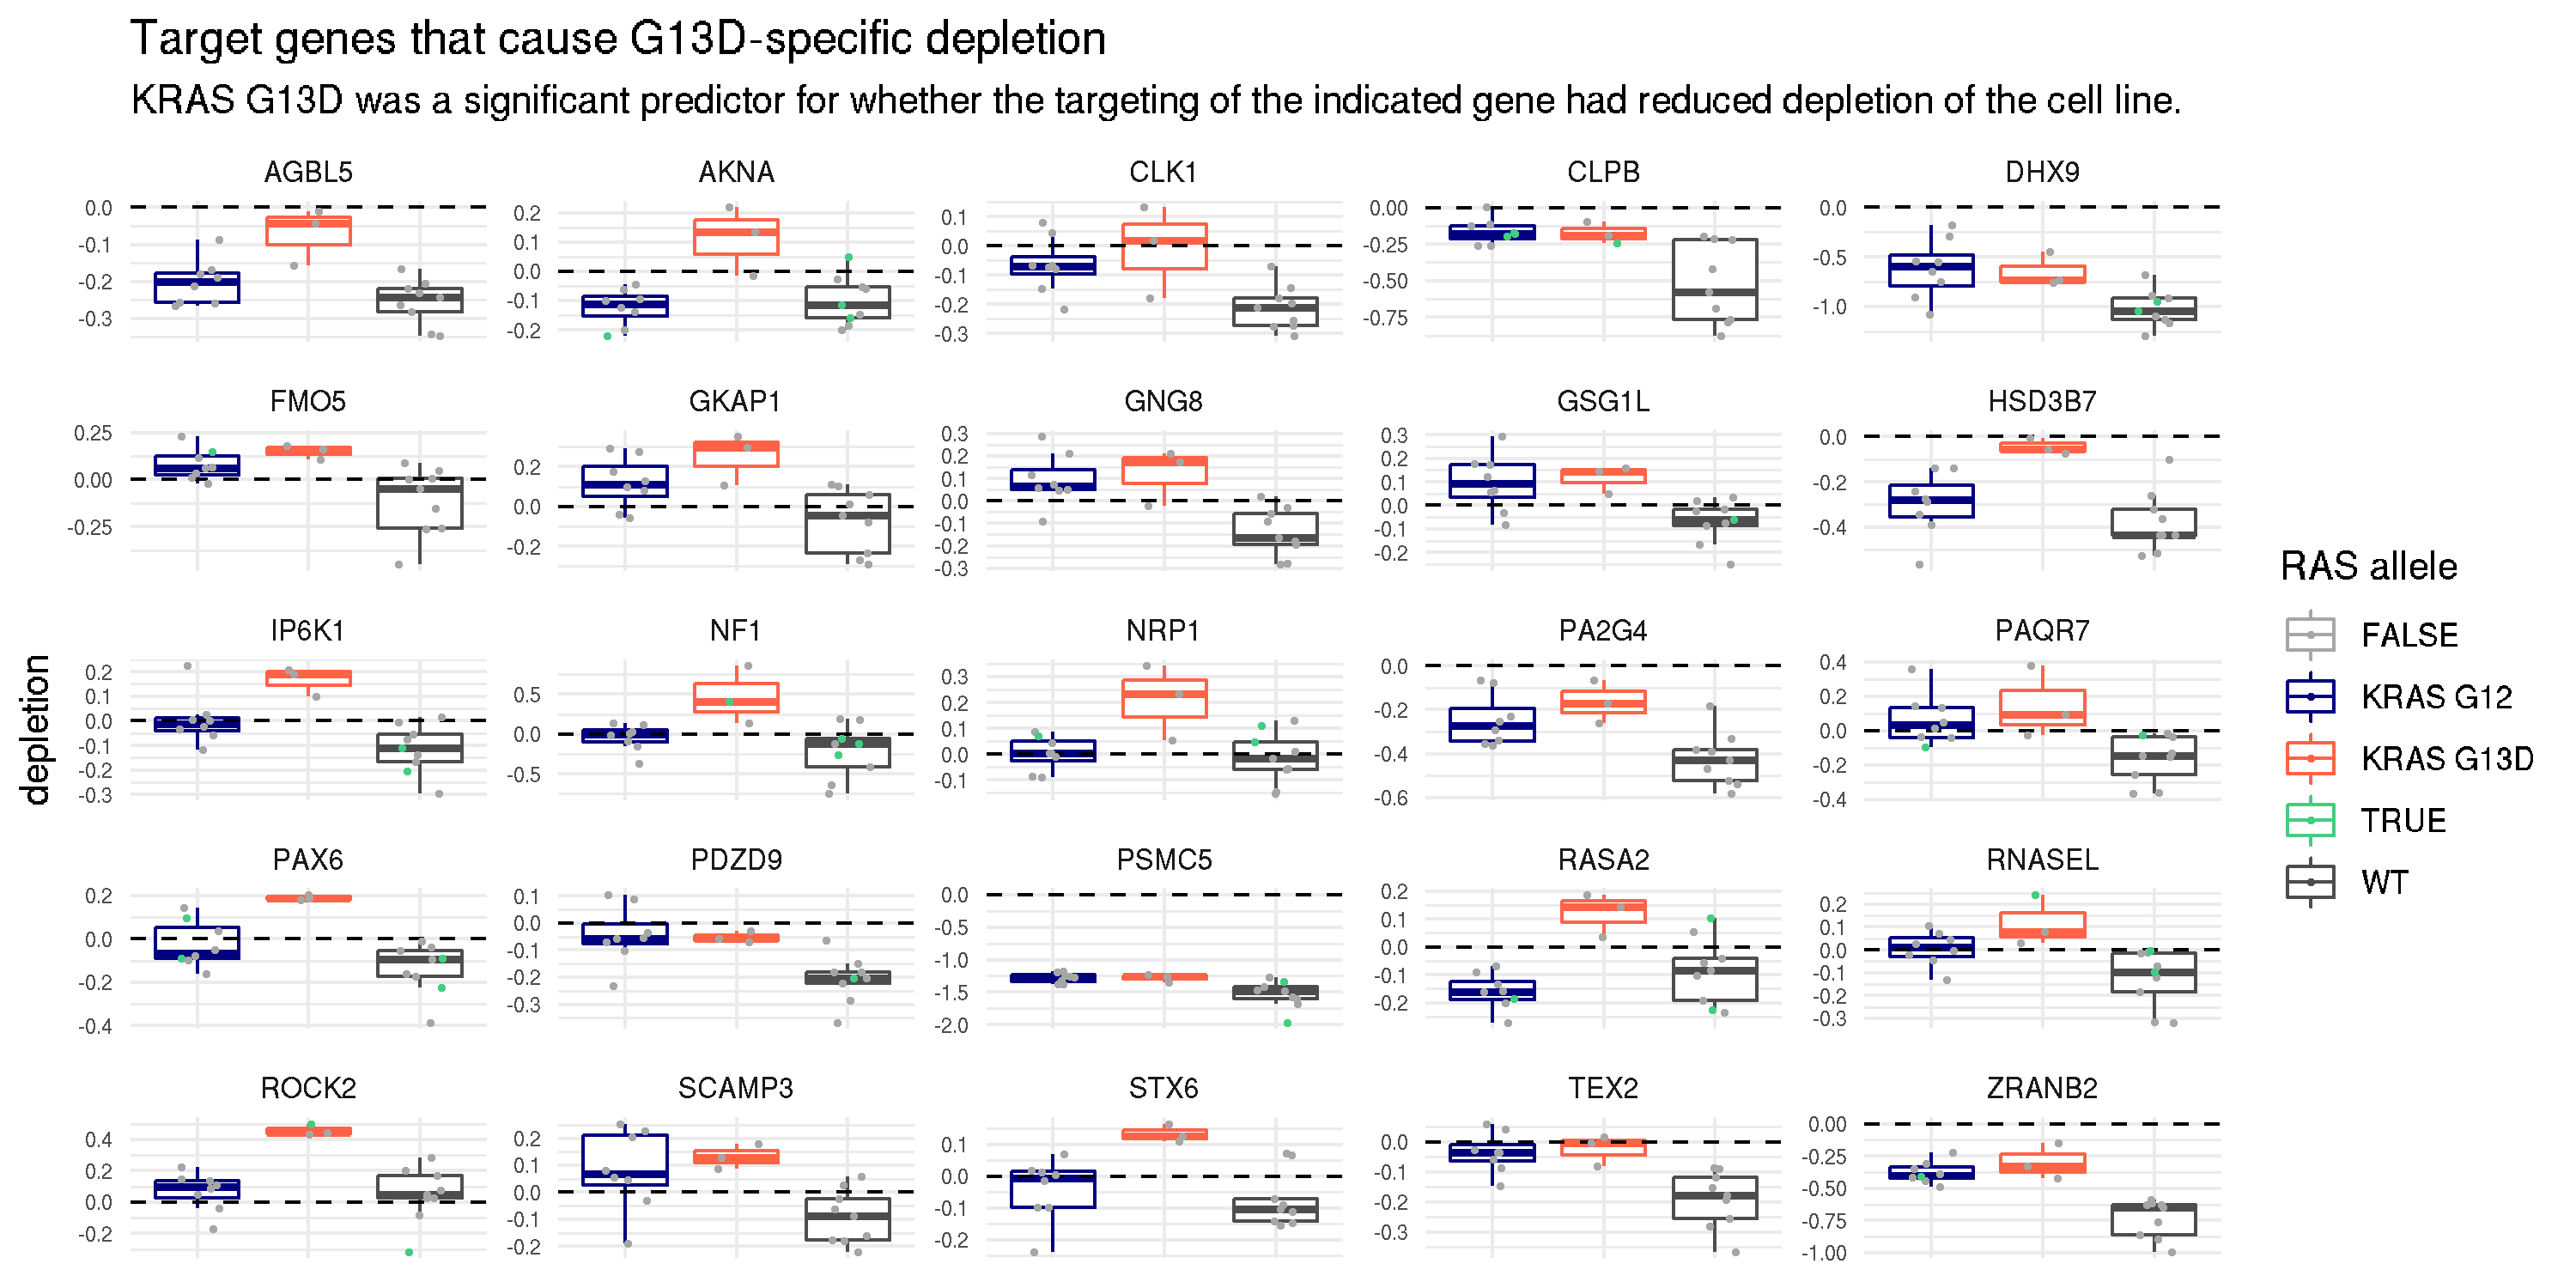 Target genes that cause G13D-specific depletion
KRAS G13D was a significant predictor for whether the targeting of the indicated gene had reduced depletion of the cell line.
AGBL5 AKNA CLK1 CLPB DHX9
0.0 -0.1 -0.2 -0.3
0.2 0.1 0.0 -0.1 -0.2
0.1 0.0 -0.1 -0.2 -0.3
0.00 -0.25 -0.50 -0.75
0.0 -0.5 -1.0
FMO5 GKAP1 GNG8 GSG1L HSD3B7
0.25 0.00 -0.25
0.2 0.0 -0.2
0.3 0.2 0.1 0.0 -0.1 -0.2 -0.3
0.3 0.2 0.1 0.0 -0.1 -0.2
0.0 -0.2 -0.4
IP6K1 NF1 NRP1 PA2G4 PAQR7
0.2 0.1 0.0 -0.1 -0.2 -0.3
0.5 0.0 -0.5
0.3 0.2 0.1 0.0 -0.1
0.0 -0.2 -0.4 -0.6
0.4 0.2 0.0 -0.2 -0.4
PAX6 PDZD9 PSMC5 RASA2 RNASEL
0.2 0.0 -0.2 -0.4
0.1 0.0 -0.1 -0.2 -0.3
0.0 -0.5 -1.0 -1.5 -2.0
0.2 0.1 0.0 -0.1 -0.2
0.2 0.1 0.0 -0.1 -0.2 -0.3
ROCK2 SCAMP3 STX6 TEX2 ZRANB2
0.4 0.2 0.0 -0.2
0.2 0.1 0.0 -0.1 -0.2
0.1 0.0 -0.1 -0.2
0.0 -0.1 -0.2 -0.3
0.00 -0.25 -0.50 -0.75 -1.00
depletion
RAS allele
FALSE
KRAS G12
KRAS G13D
TRUE
WT